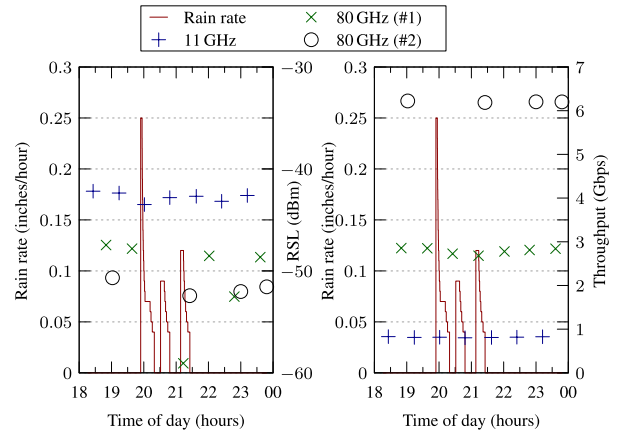 Rain rate
80 GHz (#1)
11 GHz
80 GHz (#2)
0.3
0.25
0.2
0.15
0.1
0.05
0
Rain rate (inches/hour)
18 19 20 21 22 23 00
Time of day (hours)
−30
−40
−50
−60
RSL (dBm)
0.3
0.25
0.2
0.15
0.1
0.05
0
Rain rate (inches/hour)
18 19 20 21 22 23 00
Time of day (hours)
7
6
5
4
3
2
1
0
Throughput (Gbps)